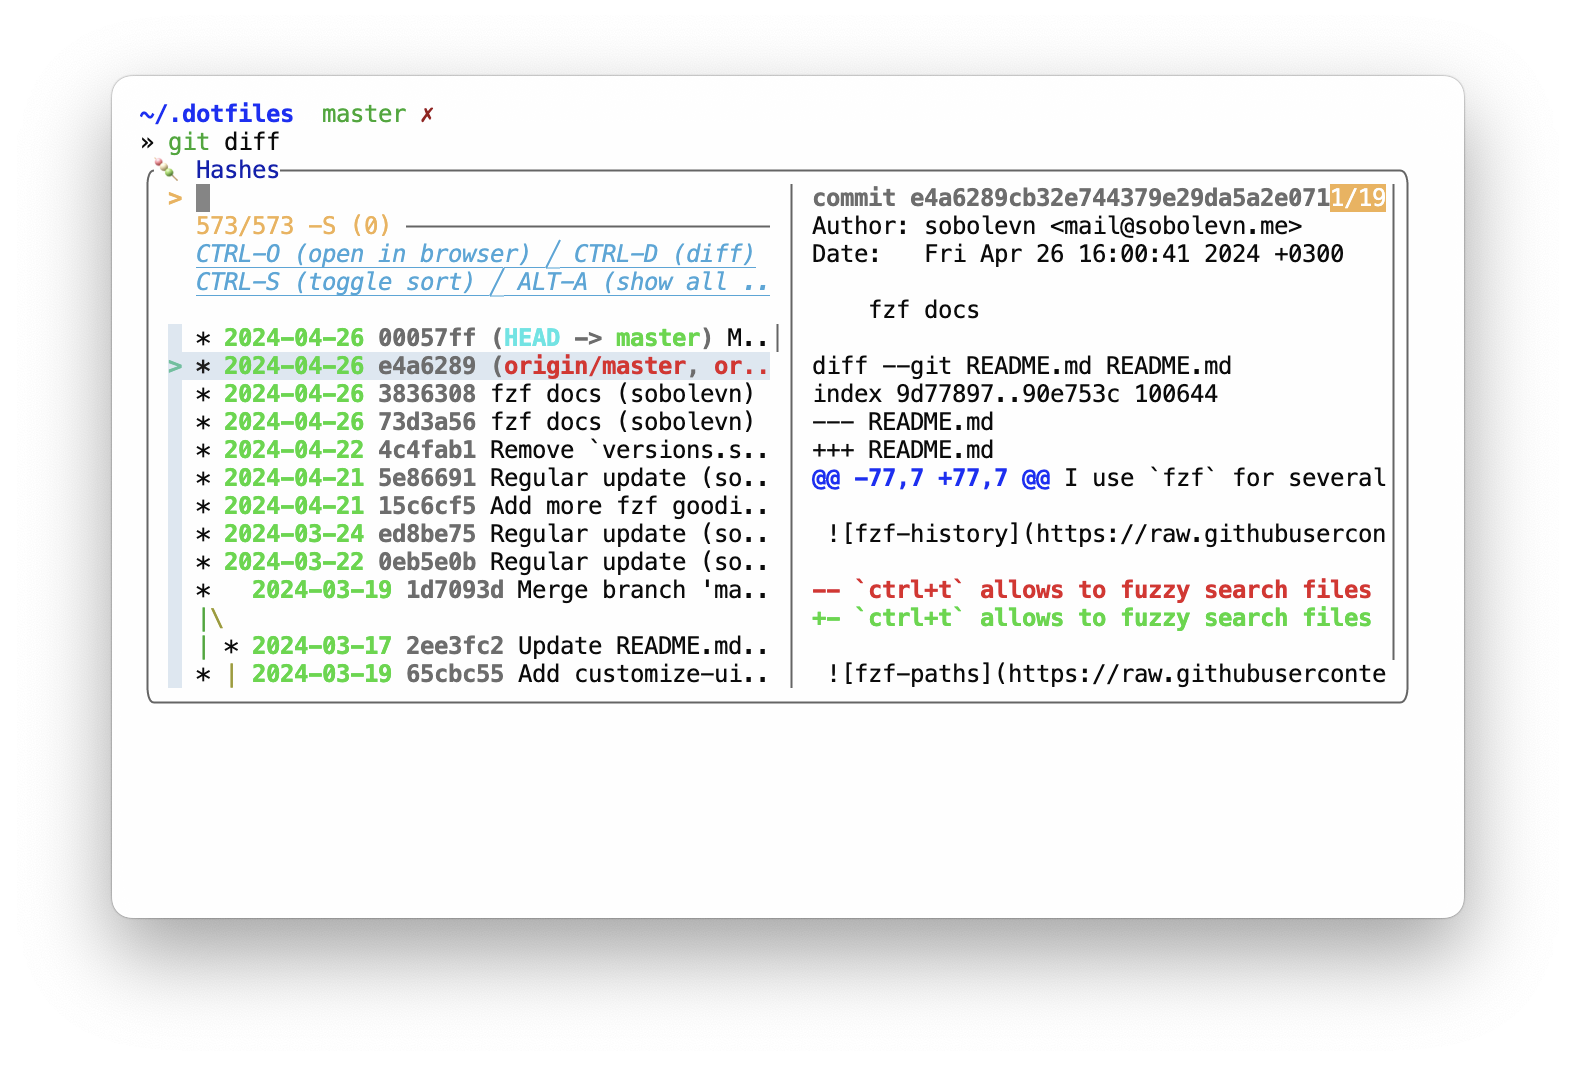 ~/.dotfiles  master ✗
» git diff
Hashes
>
573/573 -S (0)
CTRL-O (open in browser) ╱ CTRL-D (diff)
CTRL-S (toggle sort) ╱ ALT-A (show all ..
* 2024-04-26 00057ff (HEAD -> master) M..
> * 2024-04-26 e4a6289 (origin/master, or..
* 2024-04-26 3836308 fzf docs (sobolevn)
* 2024-04-26 73d3a56 fzf docs (sobolevn)
* 2024-04-22 4c4fab1 Remove `versions.s..
* 2024-04-21 5e86691 Regular update (so..
* 2024-04-21 15c6cf5 Add more fzf goodi..
* 2024-03-24 ed8be75 Regular update (so..
* 2024-03-22 0eb5e0b Regular update (so..
*   2024-03-19 1d7093d Merge branch 'ma..
|\
| * 2024-03-17 2ee3fc2 Update README.md..
* | 2024-03-19 65cbc55 Add customize-ui..
commit e4a6289cb32e744379e29da5a2e0711/19
Author: sobolevn <mail@sobolevn.me>
Date:   Fri Apr 26 16:00:41 2024 +0300
fzf docs
diff --git README.md README.md
index 9d77897..90e753c 100644
--- README.md
+++ README.md
@@ -77,7 +77,7 @@ I use `fzf` for several
![fzf-history](https://raw.githubusercon
-- `ctrl+t` allows to fuzzy search files
+- `ctrl+t` allows to fuzzy search files
![fzf-paths](https://raw.githubuserconte